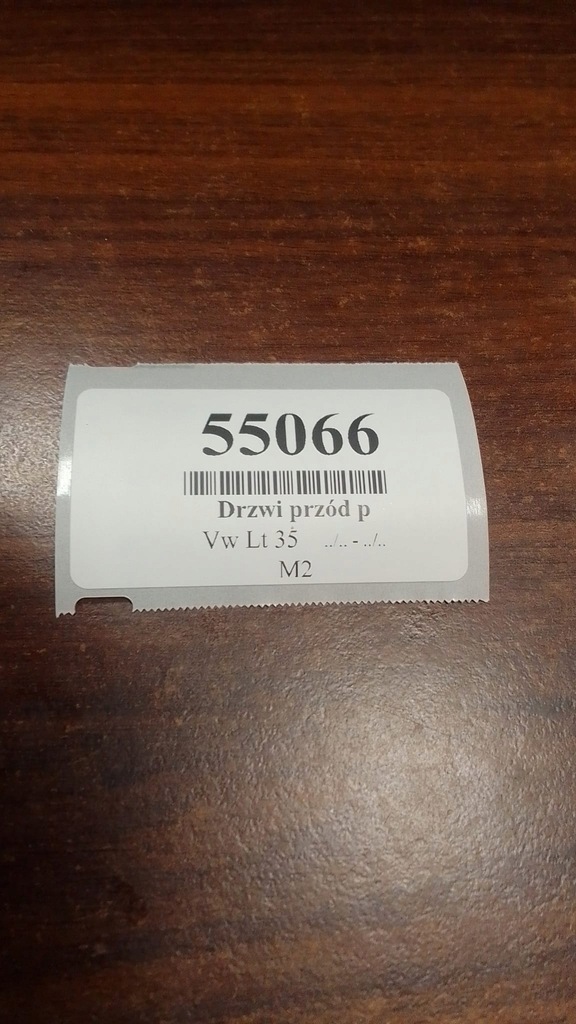 55066
Drzwi przód p
Vw Lt 35 ../.. - ../..
M2